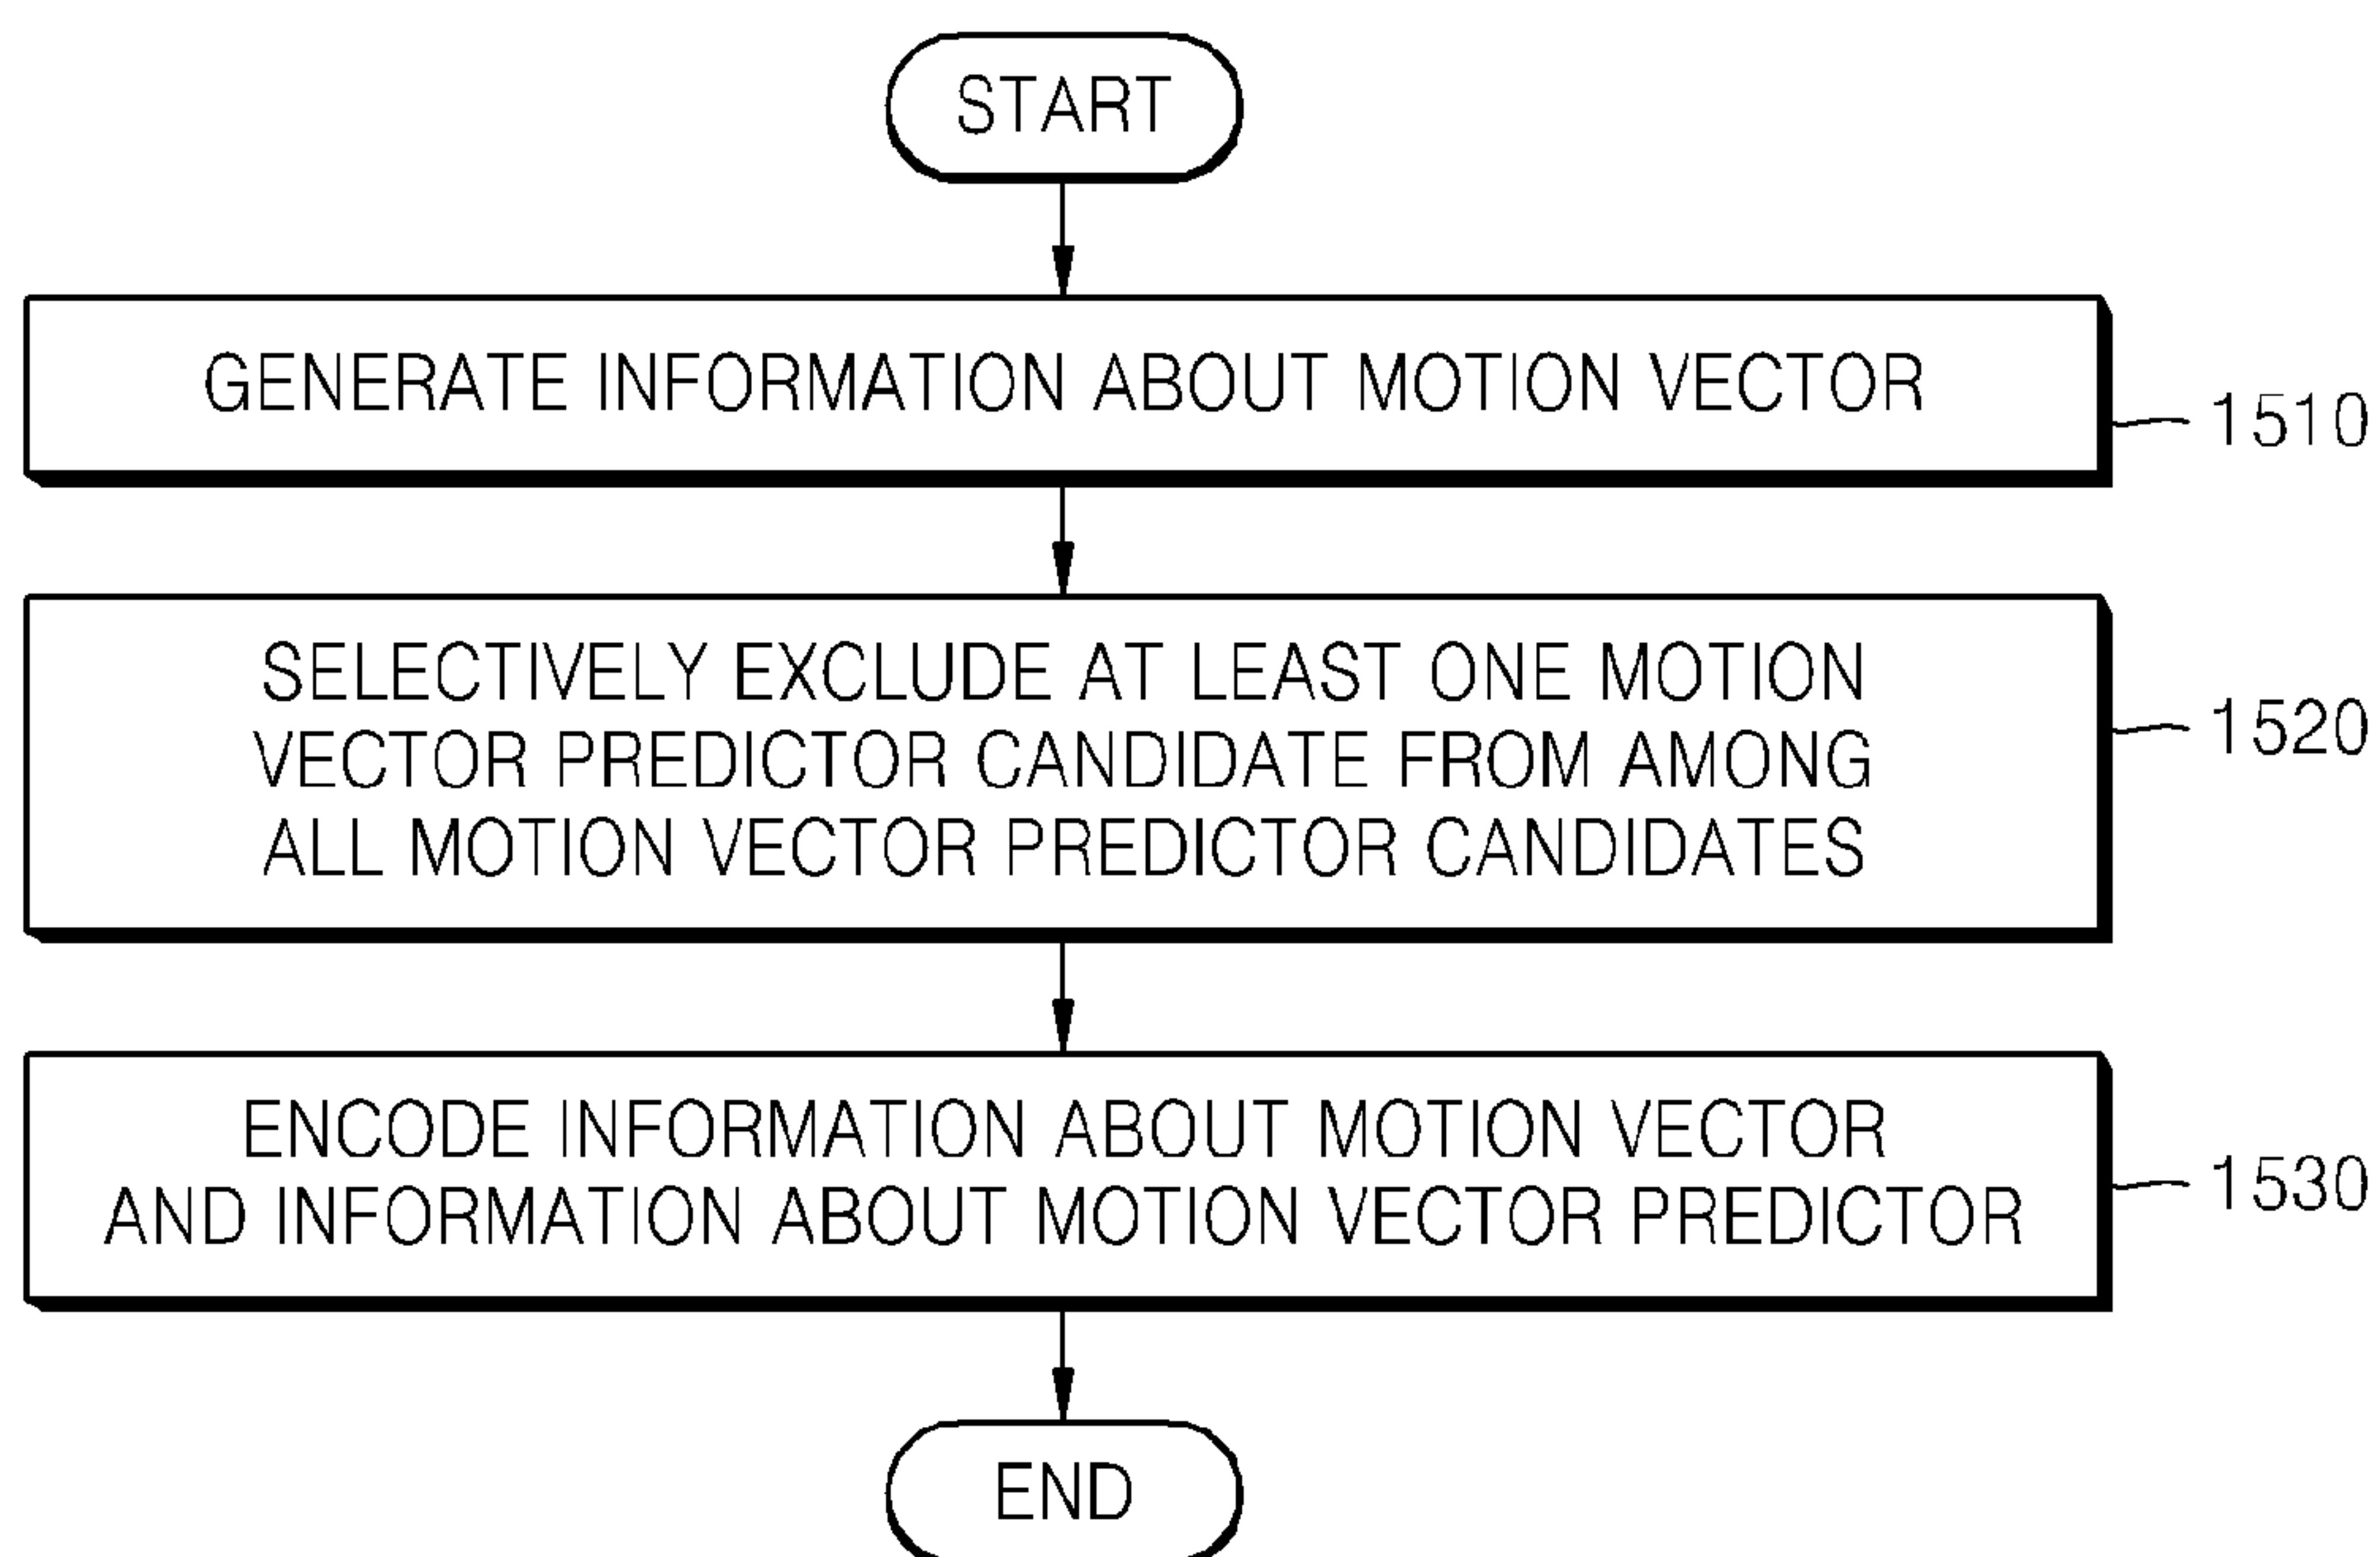 START
GENERATE INFORMATION ABOUT MOTION VECTOR
1510
SELECTIVELY EXCLUDE AT LEAST ONE MOTION
VECTOR PREDICTOR CANDIDATE FROM AMONG
ALL MOTION VECTOR PREDICTOR CANDIDATES
1520
ENCODE INFORMATION ABOUT MOTION VECTOR
AND INFORMATION ABOUT MOTION VECTOR PREDICTOR
1530
END